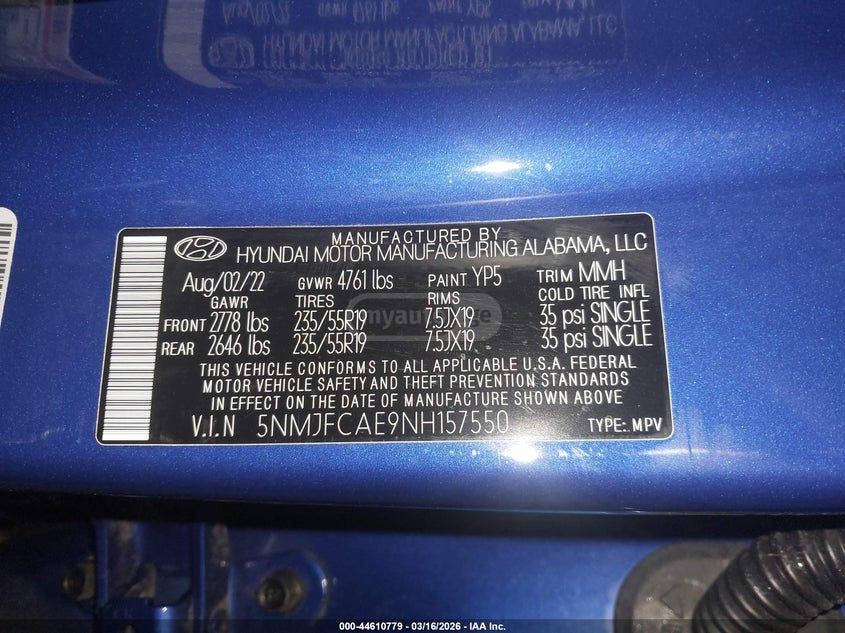 MANUFACTURED BY
HYUNDAI MOTOR MANUFACTURING ALABAMA, LLC
Aug/02/22 GVWR 4761 lbs PAINT YP5 TRIM MMH
GAWR TIRES RIMS COLD TIRE INFL
FRONT 2778 lbs 235/55R19 7.5JX19 35 psi SINGLE
REAR 2646 lbs 235/55R19 7.5JX19 35 psi SINGLE
THIS VEHICLE CONFORMS TO ALL APPLICABLE U.S.A. FEDERAL
MOTOR VEHICLE SAFETY AND THEFT PREVENTION STANDARDS
IN EFFECT ON THE DATE OF MANUFACTURE SHOWN ABOVE
V.I.N 5NMJFCAE9NH157550 TYPE: MPV
000-44610779 - 03/16/2026 - IAA Inc.